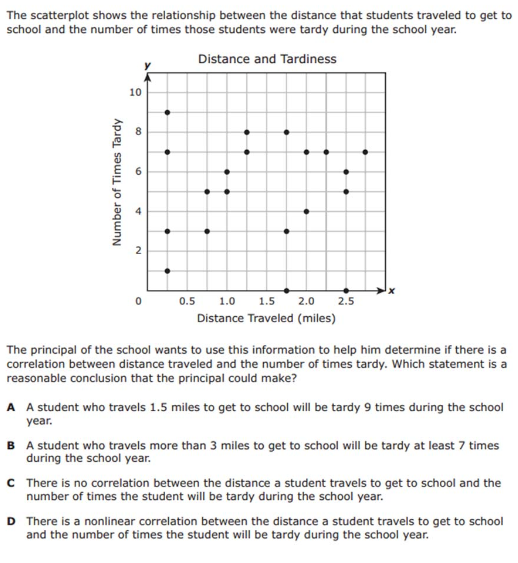 The scatterplot shows the relationship between the distance that students traveled to get to
school and the number of times those students were tardy during the school year.
Distance and Tardiness
y
10
8
6
4
2
0
Number of Times Tardy
0.5 1.0 1.5 2.0 2.5
x
Distance Traveled (miles)
The principal of the school wants to use this information to help him determine if there is a
correlation between distance traveled and the number of times tardy. Which statement is a
reasonable conclusion that the principal could make?
A A student who travels 1.5 miles to get to school will be tardy 9 times during the school
year.
B A student who travels more than 3 miles to get to school will be tardy at least 7 times
during the school year.
C There is no correlation between the distance a student travels to get to school and the
number of times the student will be tardy during the school year.
D There is a nonlinear correlation between the distance a student travels to get to school
and the number of times the student will be tardy during the school year.